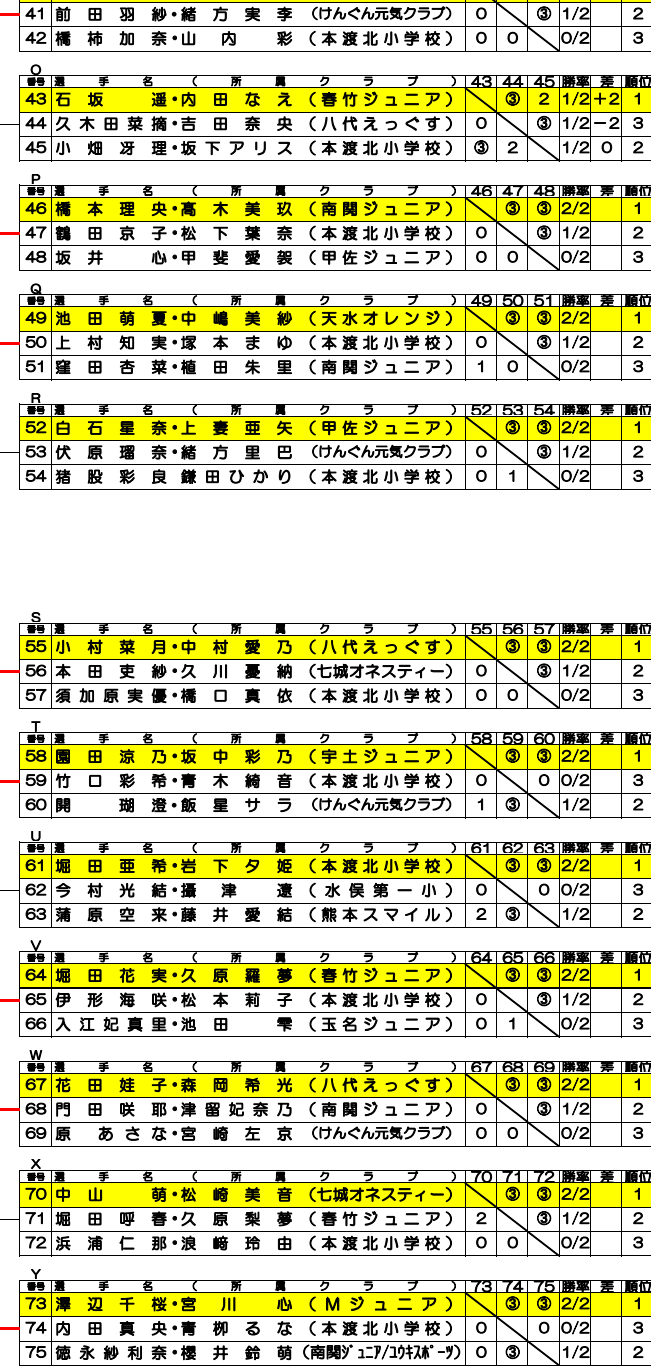 41 前田羽紗・緒方実李 (けんぐん元気クラブ) 0 ③ 1/2 2
42 橋柿加奈・山内彩 (本渡北小学校) 0 0 0/2 3
O
番号 選手名 ( 所属クラブ ) 43 44 45 勝率 差 順位
43 石坂遥・内田なえ (春竹ジュニア) ③ 2 1/2 +2 1
44 久木田菜摘・吉田奈央 (八代えっぐす) 0 ③ 1/2 −2 3
45 小畑冴理・坂下アリス (本渡北小学校) ③ 2 1/2 0 2
P
番号 選手名 ( 所属クラブ ) 46 47 48 勝率 差 順位
46 橋本理央・高木美玖 (南関ジュニア) ③ ③ 2/2 1
47 鶴田京子・松下葉奈 (本渡北小学校) 0 ③ 1/2 2
48 坂井心・甲斐愛袈 (甲佐ジュニア) 0 0 0/2 3
Q
番号 選手名 ( 所属クラブ ) 49 50 51 勝率 差 順位
49 池田萌夏・中嶋美紗 (天水オレンジ) ③ ③ 2/2 1
50 上村知実・塚本まゆ (本渡北小学校) 0 ③ 1/2 2
51 窪田杏菜・植田朱里 (南関ジュニア) 1 0 0/2 3
R
番号 選手名 ( 所属クラブ ) 52 53 54 勝率 差 順位
52 白石星奈・上妻亜矢 (甲佐ジュニア) ③ ③ 2/2 1
53 伏原瑠奈・緒方里巴 (けんぐん元気クラブ) 0 ③ 1/2 2
54 猪股彩良 鎌田ひかり (本渡北小学校) 0 1 0/2 3
S
番号 選手名 ( 所属クラブ ) 55 56 57 勝率 差 順位
55 小村菜月・中村愛乃 (八代えっぐす) ③ ③ 2/2 1
56 本田吏紗・久川憂納 (七城オネスティー) 0 ③ 1/2 2
57 須加原実優・橋口真依 (本渡北小学校) 0 0 0/2 3
T
番号 選手名 ( 所属クラブ ) 58 59 60 勝率 差 順位
58 園田涼乃・坂中彩乃 (宇土ジュニア) ③ ③ 2/2 1
59 竹口彩希・青木綺音 (本渡北小学校) 0 0 0/2 3
60 関瑚澄・飯星サラ (けんぐん元気クラブ) 1 ③ 1/2 2
U
番号 選手名 ( 所属クラブ ) 61 62 63 勝率 差 順位
61 堀田亜希・岩下夕姫 (本渡北小学校) ③ ③ 2/2 1
62 今村光結・攝津遼 (水俣第一小) 0 0 0/2 3
63 蒲原空来・藤井愛結 (熊本スマイル) 2 ③ 1/2 2
V
番号 選手名 ( 所属クラブ ) 64 65 66 勝率 差 順位
64 堀田花実・久原羅夢 (春竹ジュニア) ③ ③ 2/2 1
65 伊形海咲・松本莉子 (本渡北小学校) 0 ③ 1/2 2
66 入江妃真里・池田雫 (玉名ジュニア) 0 1 0/2 3
W
番号 選手名 ( 所属クラブ ) 67 68 69 勝率 差 順位
67 花田娃子・森岡希光 (八代えっぐす) ③ ③ 2/2 1
68 門田咲耶・津留妃奈乃 (南関ジュニア) 0 ③ 1/2 2
69 原あさな・宮崎左京 (けんぐん元気クラブ) 0 0 0/2 3
X
番号 選手名 ( 所属クラブ ) 70 71 72 勝率 差 順位
70 中山萌・松崎美音 (七城オネスティー) ③ ③ 2/2 1
71 堀田呼春・久原梨夢 (春竹ジュニア) 2 ③ 1/2 2
72 浜浦仁那・浪﨑玲由 (本渡北小学校) 0 0 0/2 3
Y
番号 選手名 ( 所属クラブ ) 73 74 75 勝率 差 順位
73 澤辺千桜・宮川心 (Mジュニア) ③ ③ 2/2 1
74 内田真央・青栁るな (本渡北小学校) 0 0 0/2 3
75 徳永紗利奈・櫻井鈴萌 (南関ｼﾞｭﾆｱ/ﾕｳｷｽﾎﾟｰﾂ) 0 ③ 1/2 2